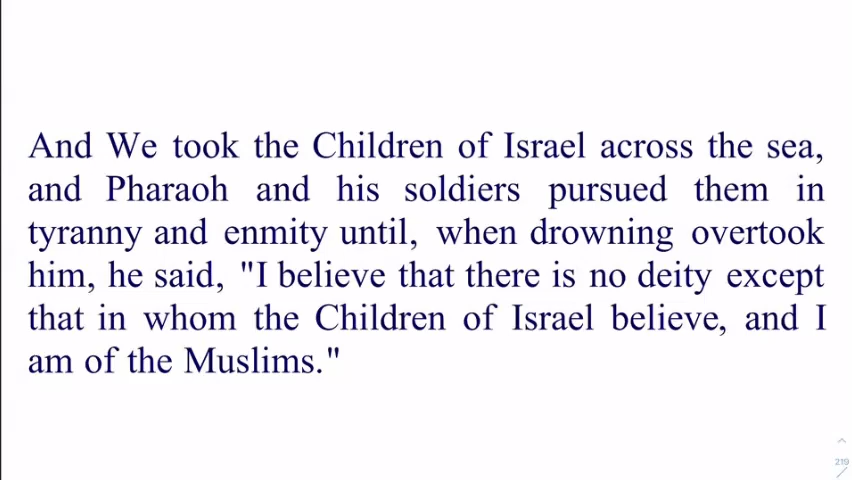 And We took the Children of Israel across the sea,
and Pharaoh and his soldiers pursued them in
tyranny and enmity until, when drowning overtook
him, he said, "I believe that there is no deity except
that in whom the Children of Israel believe, and I
am of the Muslims."
219